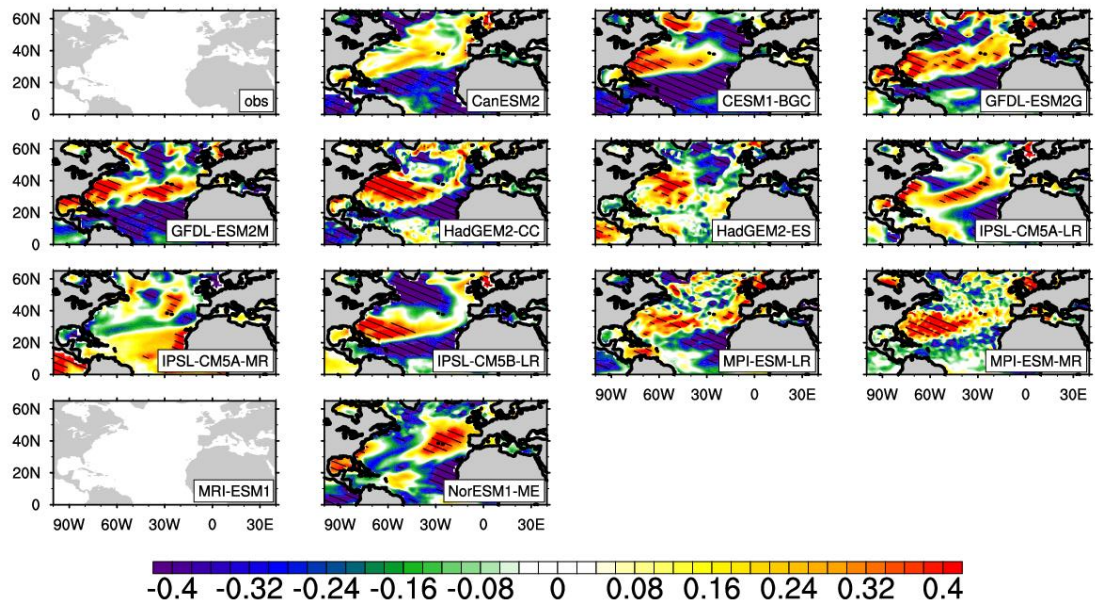 60N
40N
20N
0
obs
CanESM2
CESM1-BGC
GFDL-ESM2G
60N
40N
20N
0
GFDL-ESM2M
HadGEM2-CC
HadGEM2-ES
IPSL-CM5A-LR
60N
40N
20N
0
IPSL-CM5A-MR
IPSL-CM5B-LR
MPI-ESM-LR
MPI-ESM-MR
90W 60W 30W 0 30E
90W 60W 30W 0 30E
60N
40N
20N
0
MRI-ESM1
NorESM1-ME
90W 60W 30W 0 30E
90W 60W 30W 0 30E
-0.4 -0.32 -0.24 -0.16 -0.08 0 0.08 0.16 0.24 0.32 0.4